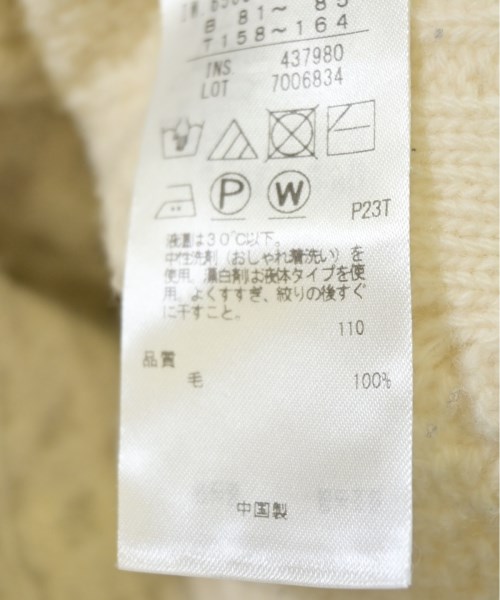 B 81~ 85
T158~164
INS. 437980
LOT 7006834
P W
P23T
液温は30℃以下。
中性洗剤(おしゃれ着洗い)を
使用。漂白剤は液体タイプを使
用。よくすすぎ、絞りの後すぐ
に干すこと。
110
品質
毛 100%
中国製